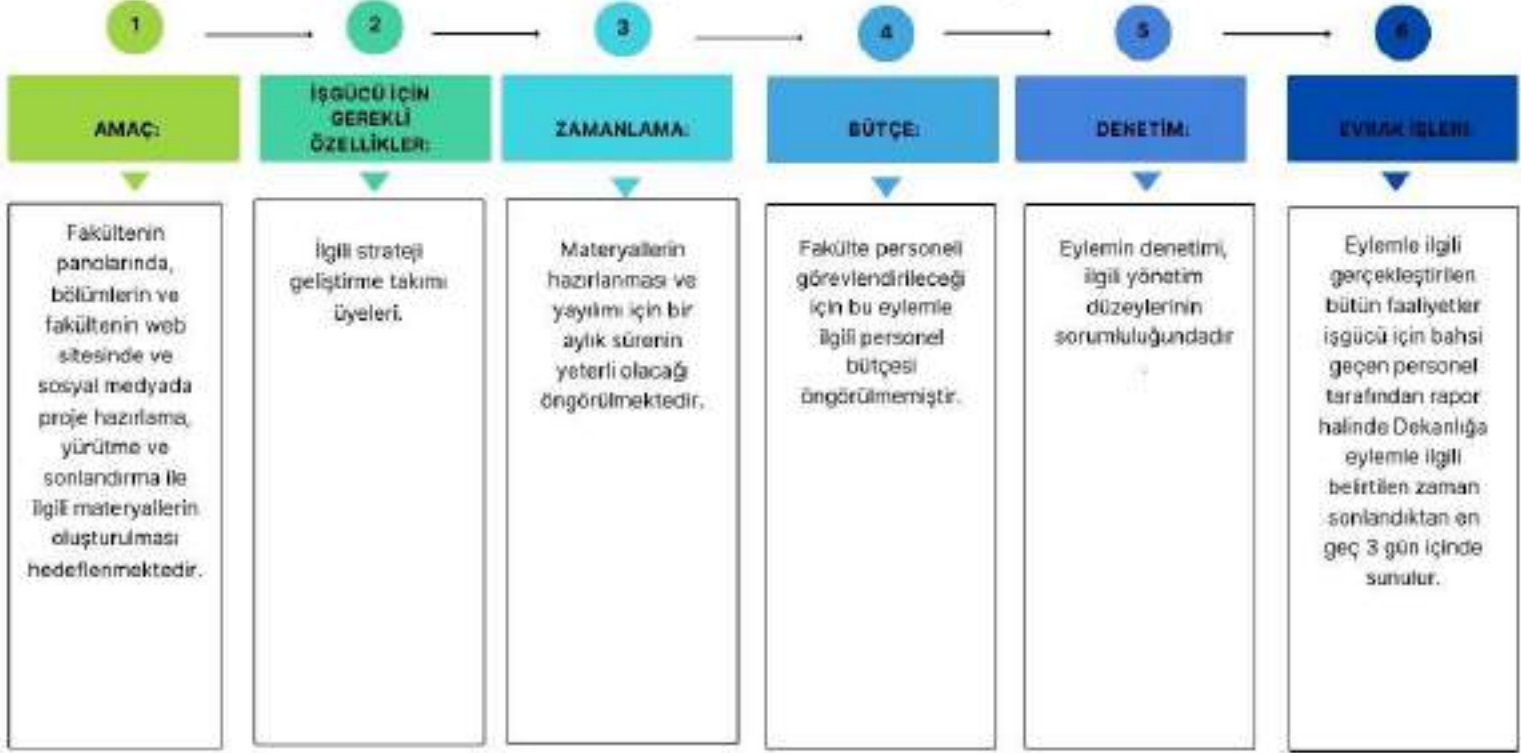 1
2
3
4
5
6
AMAÇ:
İŞGÜCÜ İÇİN
GEREKLİ
ÖZELLİKLER:
ZAMANLAMA:
BÜTÇE:
DENETİM:
EVRAK İŞLERİ:
Fakültenin
panolarında,
bölümlerin ve
fakültenin web
sitesinde ve
sosyal medyada
proje hazırlama,
yürütme ve
sonlandırma ile
ilgili materyallerin
oluşturulması
hedeflenmektedir.
İlgili strateji
geliştirme takımı
üyeleri.
Materyallerin
hazırlanması ve
yayılımı için bir
aylık sürenin
yeterli olacağı
öngörülmektedir.
Fakülte personeli
görevlendirileceği
için bu eylemle
ilgili personel
bütçesi
öngörülmemiştir.
Eylemin denetimi,
ilgili yönetim
düzeylerinin
sorumluluğundadır
.
Eylemle ilgili
gerçekleştirilen
bütün faaliyetler
işgücü için bahsi
geçen personel
tarafından rapor
halinde Dekanlığa
eylemle ilgili
belirtilen zaman
sonlandıktan en
geç 3 gün içinde
sunulur.